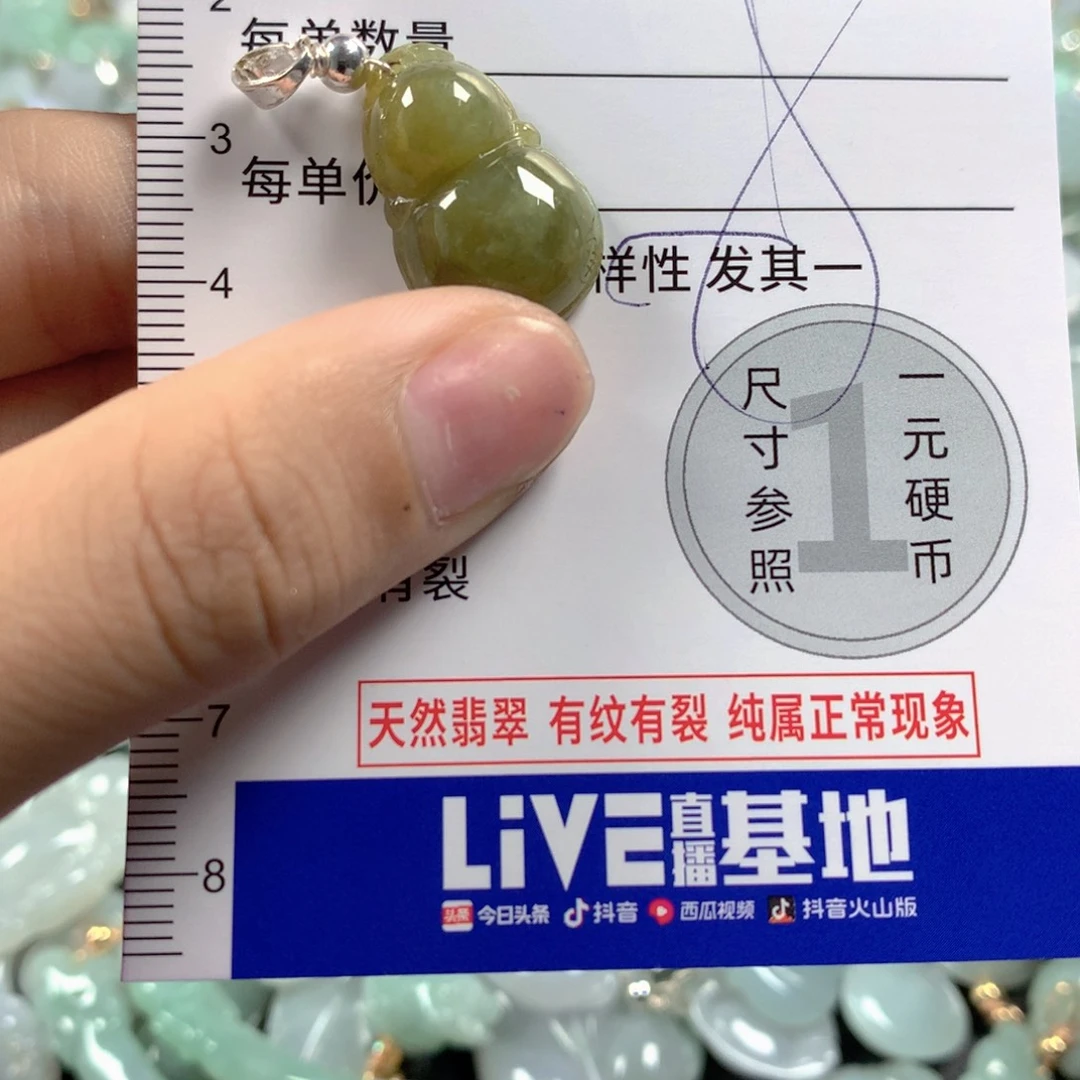 2
每单数量
3
每单价
样性 发其一
4
尺寸参照
一元硬币
1
有裂
天然翡翠 有纹有裂 纯属正常现象
7
LiVE直播基地
8
今日头条 抖音 西瓜视频 抖音火山版